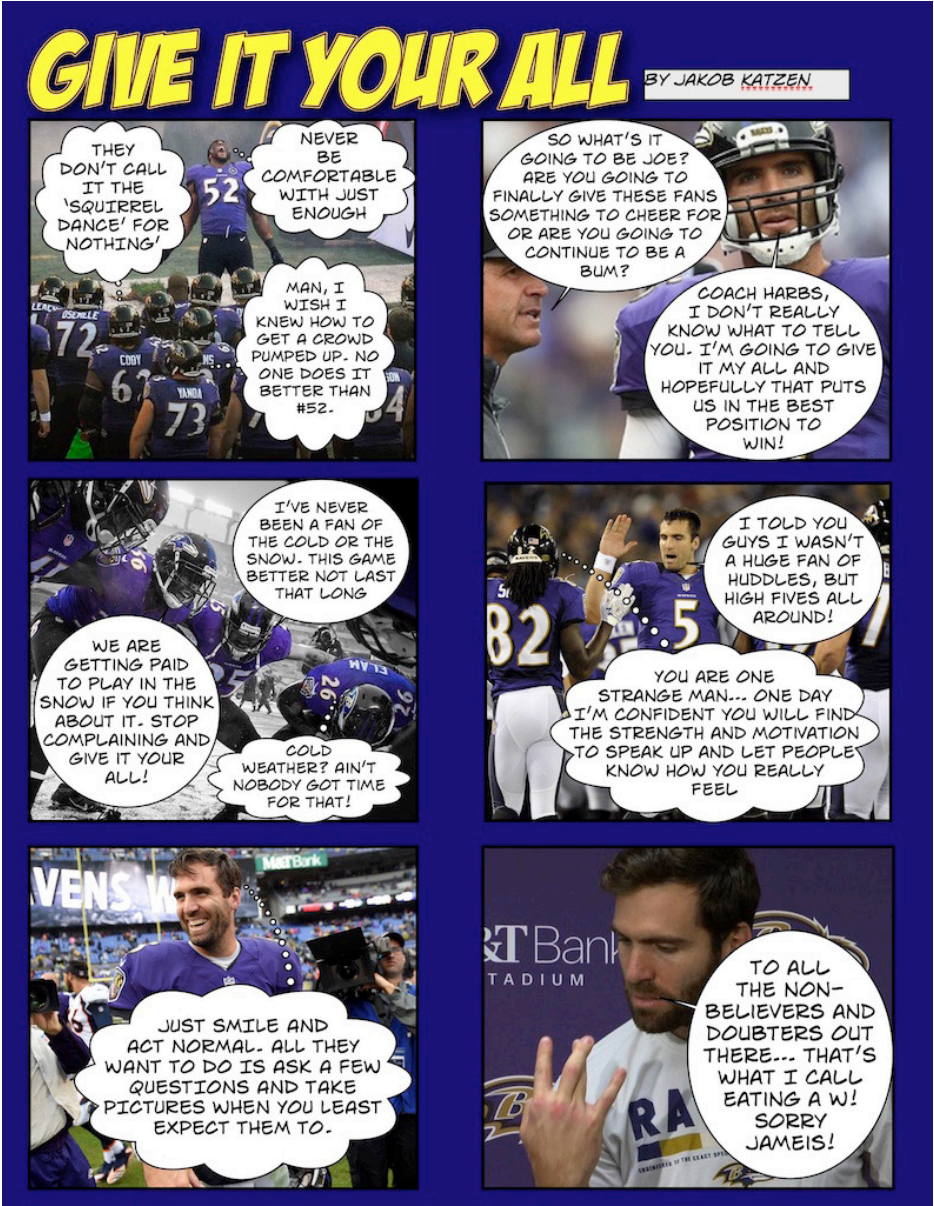 GIVE IT YOUR ALL
BY JAKOB KATZEN
THEY
DON'T CALL
IT THE
'SQUIRREL
DANCE' FOR
NOTHING'
NEVER
BE
COMFORTABLE
WITH JUST
ENOUGH
52
MAN, I
WISH I
KNEW HOW TO
GET A CROWD
PUMPED UP. NO
ONE DOES IT
BETTER THAN
#52.
OSEMELE
72
CODY
YANDA
73
SO WHAT'S IT
GOING TO BE JOE?
ARE YOU GOING TO
FINALLY GIVE THESE FANS
SOMETHING TO CHEER FOR
OR ARE YOU GOING TO
CONTINUE TO BE A
BUM?
COACH HARBS,
I DON'T REALLY
KNOW WHAT TO TELL
YOU. I'M GOING TO GIVE
IT MY ALL AND
HOPEFULLY THAT PUTS
US IN THE BEST
POSITION TO
WIN!
I'VE NEVER
BEEN A FAN OF
THE COLD OR THE
SNOW. THIS GAME
BETTER NOT LAST
THAT LONG
WE ARE
GETTING PAID
TO PLAY IN THE
SNOW IF YOU THINK
ABOUT IT. STOP
COMPLAINING AND
GIVE IT YOUR
ALL!
ELAM
26
26
COLD
WEATHER? AIN'T
NOBODY GOT TIME
FOR THAT!
I TOLD YOU
GUYS I WASN'T
A HUGE FAN OF
HUDDLES, BUT
HIGH FIVES ALL
AROUND!
82
5
YOU ARE ONE
STRANGE MAN... ONE DAY
I'M CONFIDENT YOU WILL FIND
THE STRENGTH AND MOTIVATION
TO SPEAK UP AND LET PEOPLE
KNOW HOW YOU REALLY
FEEL
M&T Bank
VENS W
JUST SMILE AND
ACT NORMAL. ALL THEY
WANT TO DO IS ASK A FEW
QUESTIONS AND TAKE
PICTURES WHEN YOU LEAST
EXPECT THEM TO.
&T Bank
TADIUM
TO ALL
THE NON-
BELIEVERS AND
DOUBTERS OUT
THERE... THAT'S
WHAT I CALL
EATING A W!
SORRY
JAMEIS!
RA